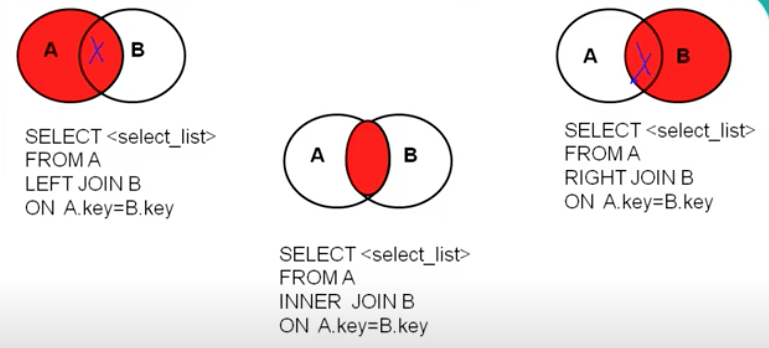 A B
SELECT <select_list>
FROM A
LEFT JOIN B
ON A.key=B.key
A B
SELECT <select_list>
FROM A
INNER JOIN B
ON A.key=B.key
A B
SELECT <select_list>
FROM A
RIGHT JOIN B
ON A.key=B.key